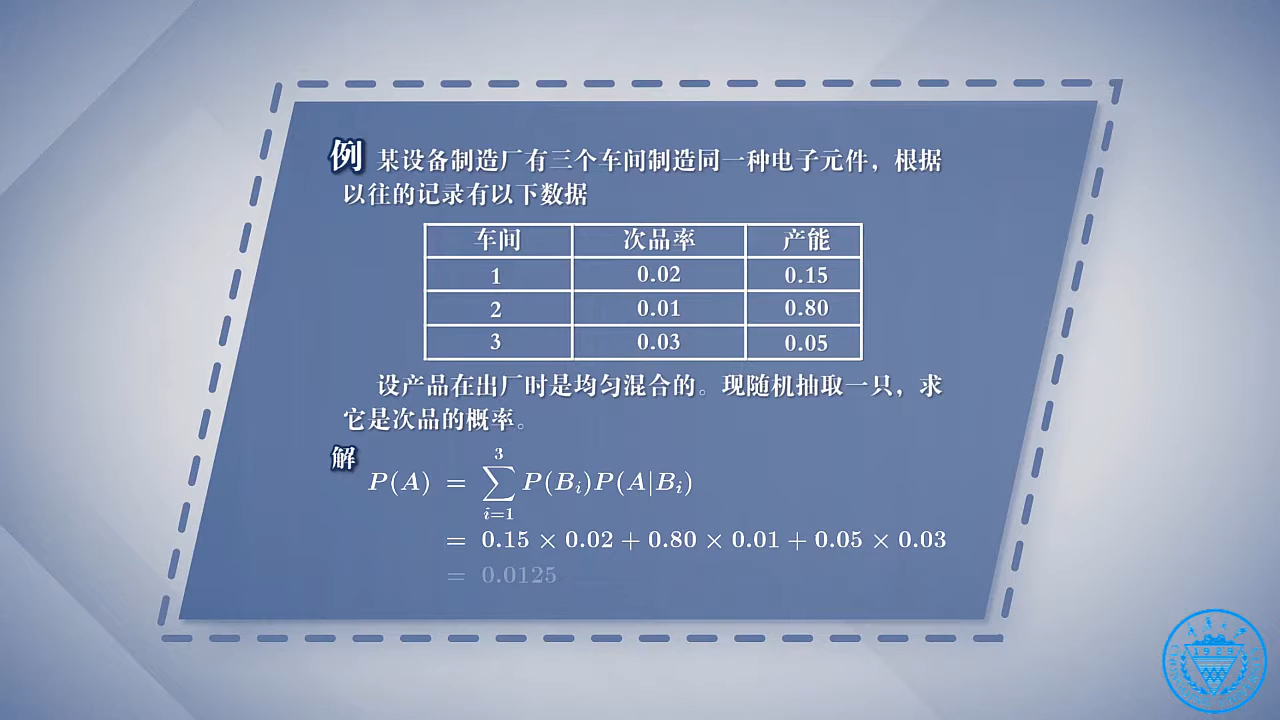 例 某设备制造厂有三个车间制造同一种电子元件，根据
以往的记录有以下数据
车间 次品率 产能
1 0.02 0.15
2 0.01 0.80
3 0.03 0.05
设产品在出厂时是均匀混合的。现随机抽取一只，求
它是次品的概率。
解
P(A) = ∑_{i=1}^{3} P(B_i)P(A|B_i)
= 0.15 × 0.02 + 0.80 × 0.01 + 0.05 × 0.03
= 0.0125
1929